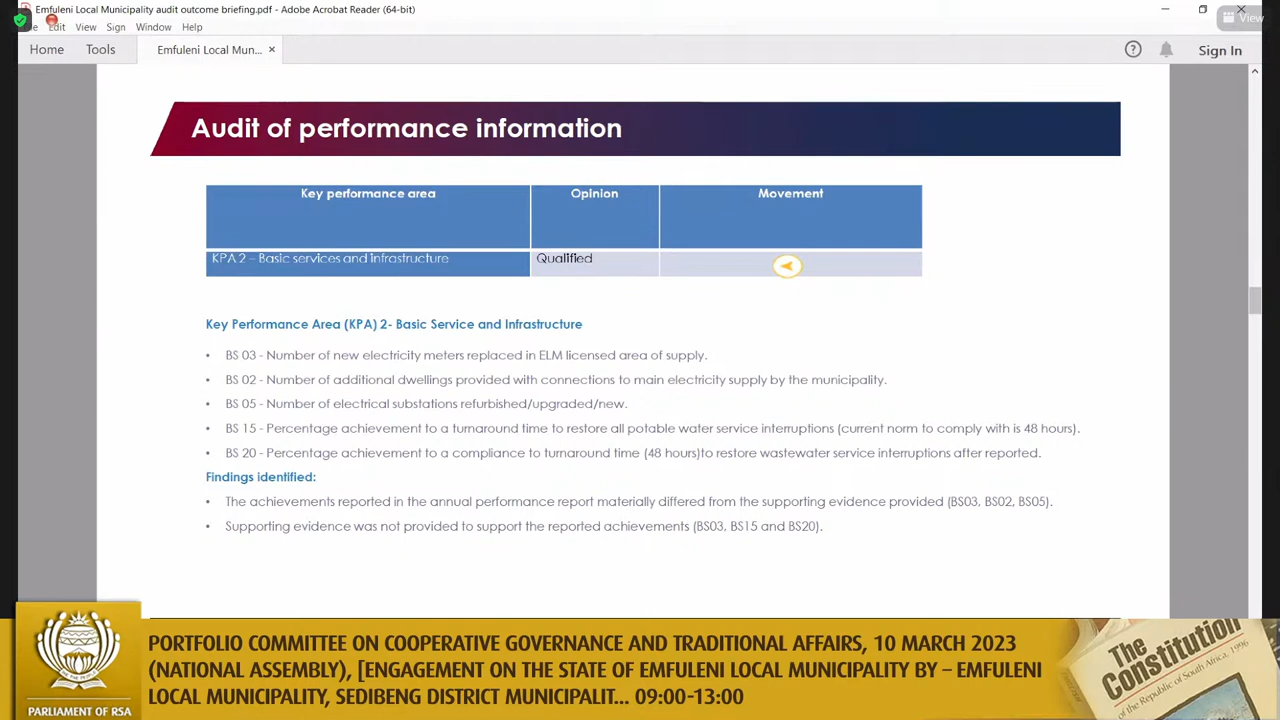 Emfuleni Local Municipality audit outcome briefing.pdf - Adobe Acrobat Reader (64-bit)
Edit View Sign Window Help
View
Home Tools Emfuleni Local Mun... × Sign In
Audit of performance information
Key performance area Opinion Movement
KPA 2 – Basic services and infrastructure Qualified
Key Performance Area (KPA) 2- Basic Service and Infrastructure
• BS 03 - Number of new electricity meters replaced in ELM licensed area of supply.
• BS 02 - Number of additional dwellings provided with connections to main electricity supply by the municipality.
• BS 05 - Number of electrical substations refurbished/upgraded/new.
• BS 15 - Percentage achievement to a turnaround time to restore all potable water service interruptions (current norm to comply with is 48 hours).
• BS 20 - Percentage achievement to a compliance to turnaround time (48 hours)to restore wastewater service interruptions after reported.
Findings identified:
• The achievements reported in the annual performance report materially differed from the supporting evidence provided (BS03, BS02, BS05).
• Supporting evidence was not provided to support the reported achievements (BS03, BS15 and BS20).
PORTFOLIO COMMITTEE ON COOPERATIVE GOVERNANCE AND TRADITIONAL AFFAIRS, 10 MARCH 2023
(NATIONAL ASSEMBLY), [ENGAGEMENT ON THE STATE OF EMFULENI LOCAL MUNICIPALITY BY – EMFULENI
LOCAL MUNICIPALITY, SEDIBENG DISTRICT MUNICIPALIT... 09:00-13:00
PARLIAMENT OF RSA
The
Constitution
of the Republic of South Africa, 1996